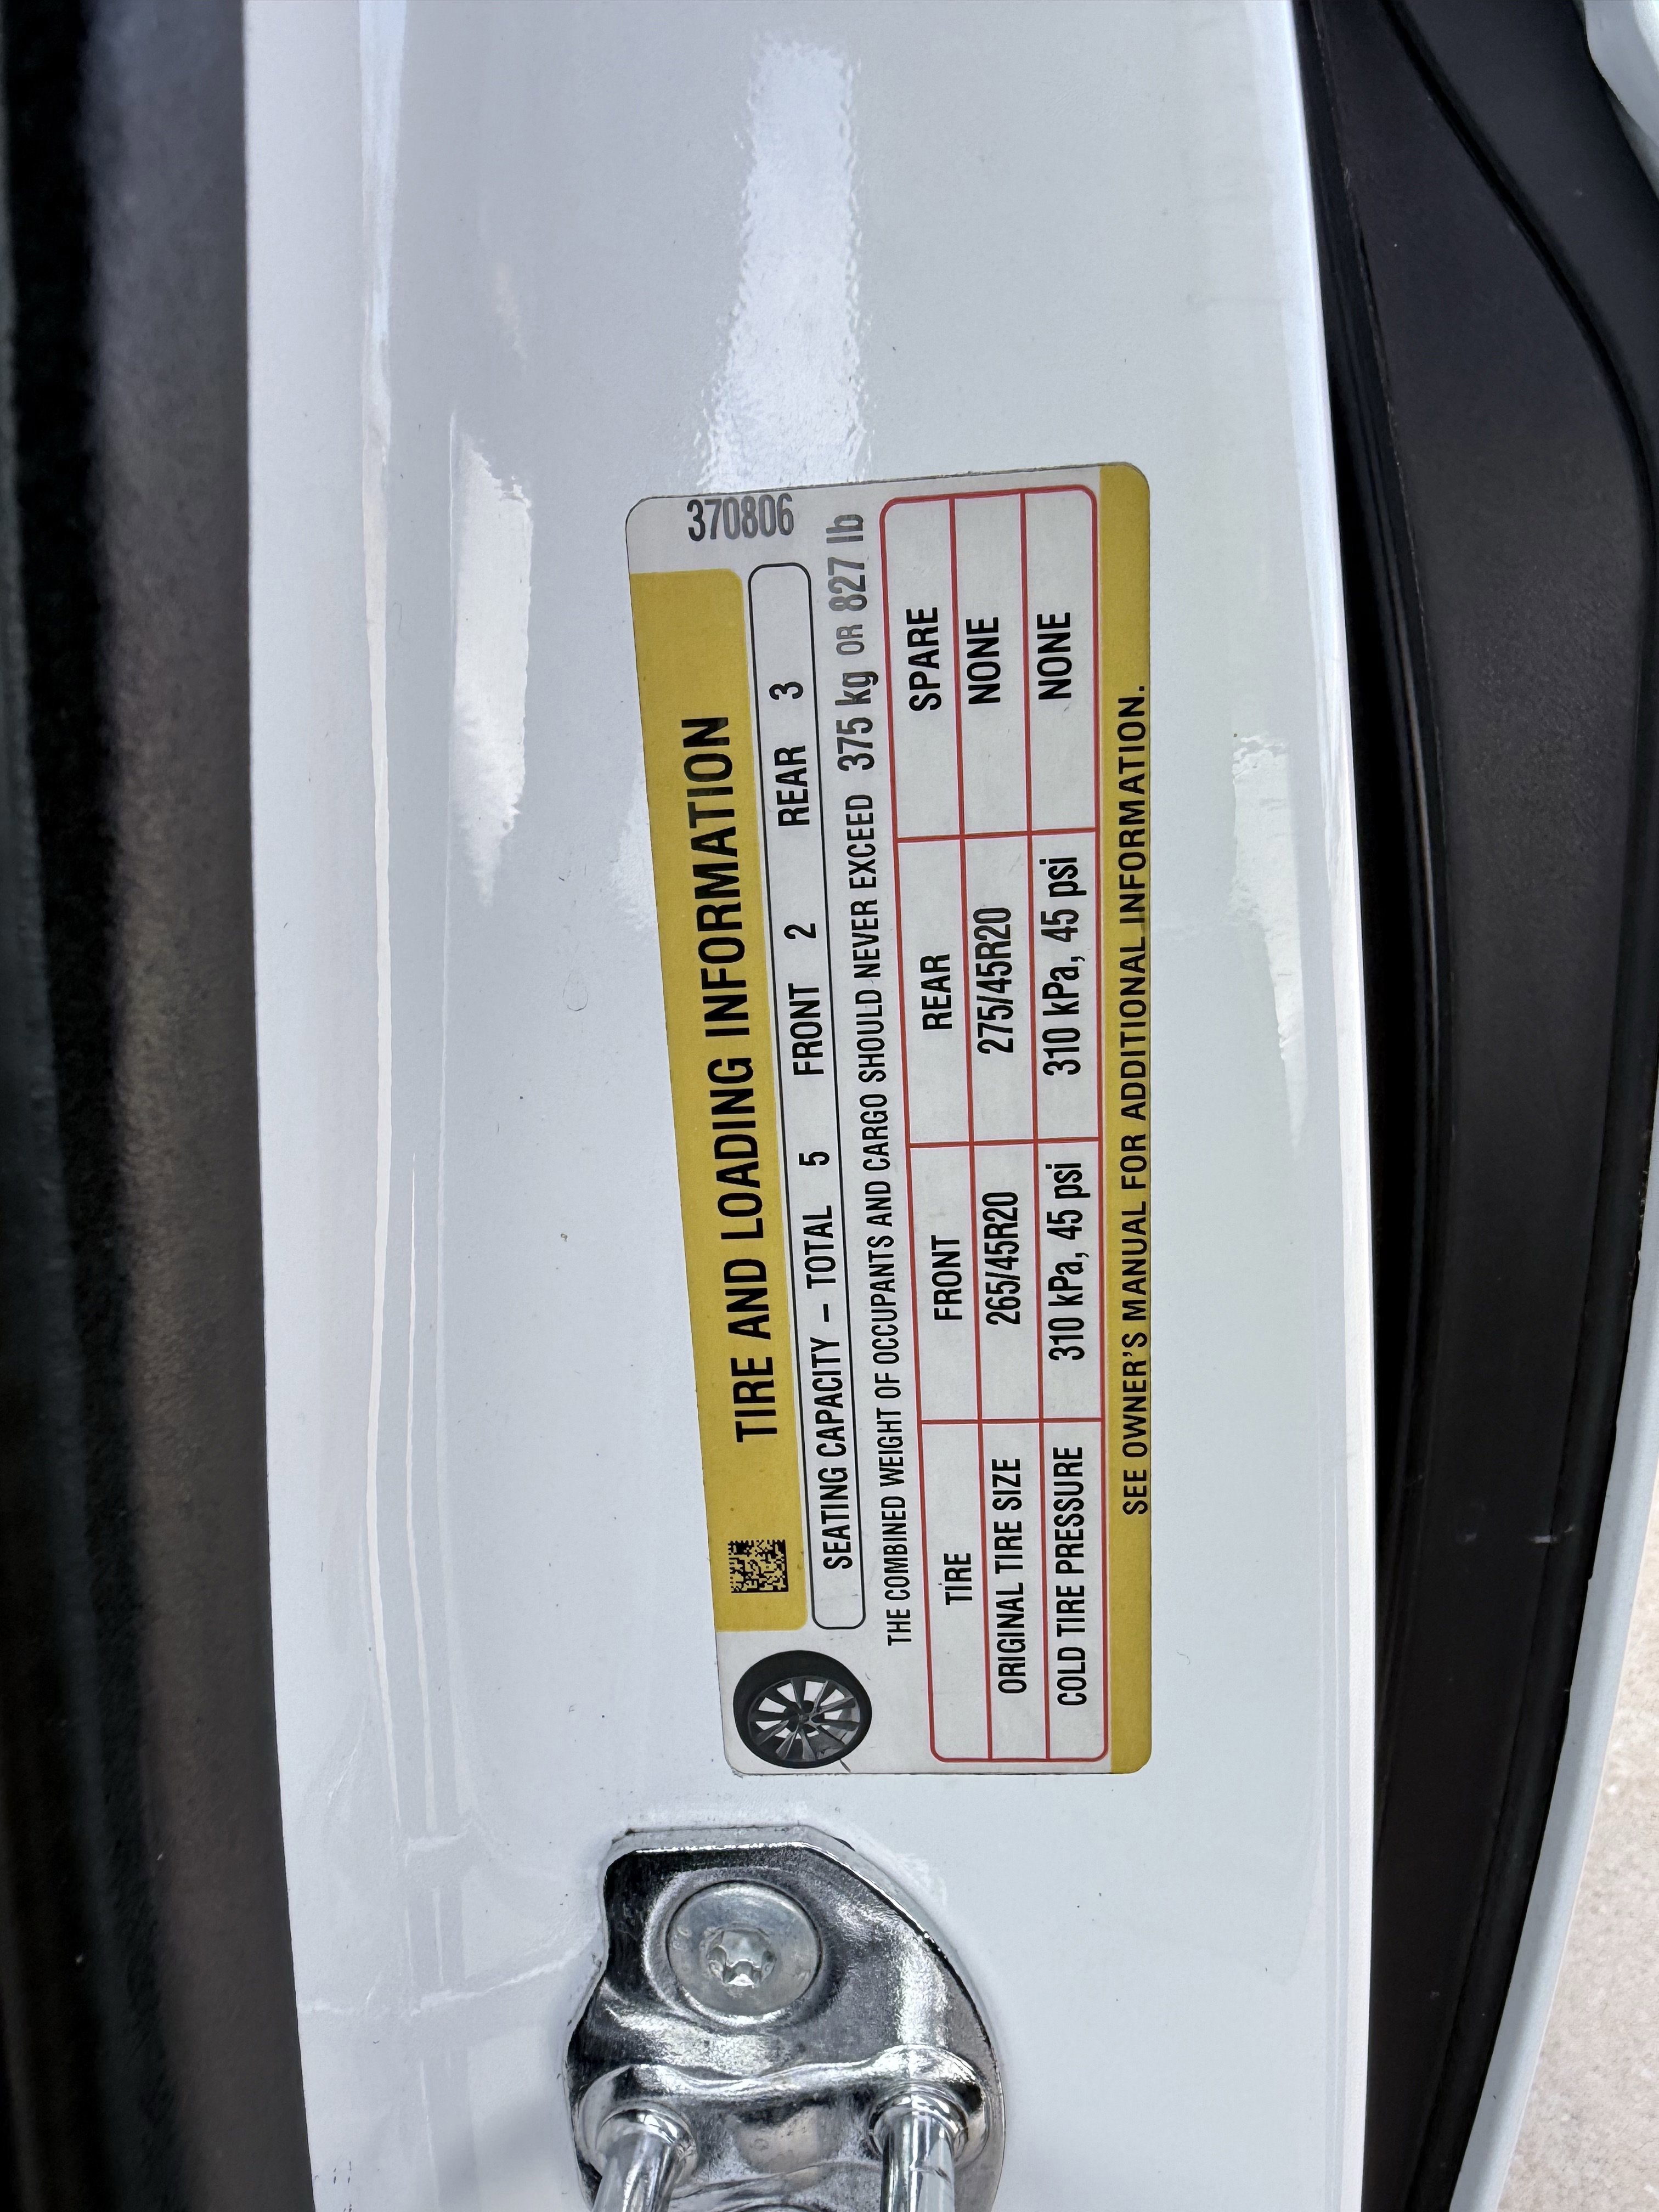 370806
TIRE AND LOADING INFORMATION
SEATING CAPACITY – TOTAL 5 FRONT 2 REAR 3
THE COMBINED WEIGHT OF OCCUPANTS AND CARGO SHOULD NEVER EXCEED 375 kg OR 827 lb
TIRE FRONT REAR SPARE
ORIGINAL TIRE SIZE 265/45R20 275/45R20 NONE
COLD TIRE PRESSURE 310 kPa, 45 psi 310 kPa, 45 psi NONE
SEE OWNER'S MANUAL FOR ADDITIONAL INFORMATION.